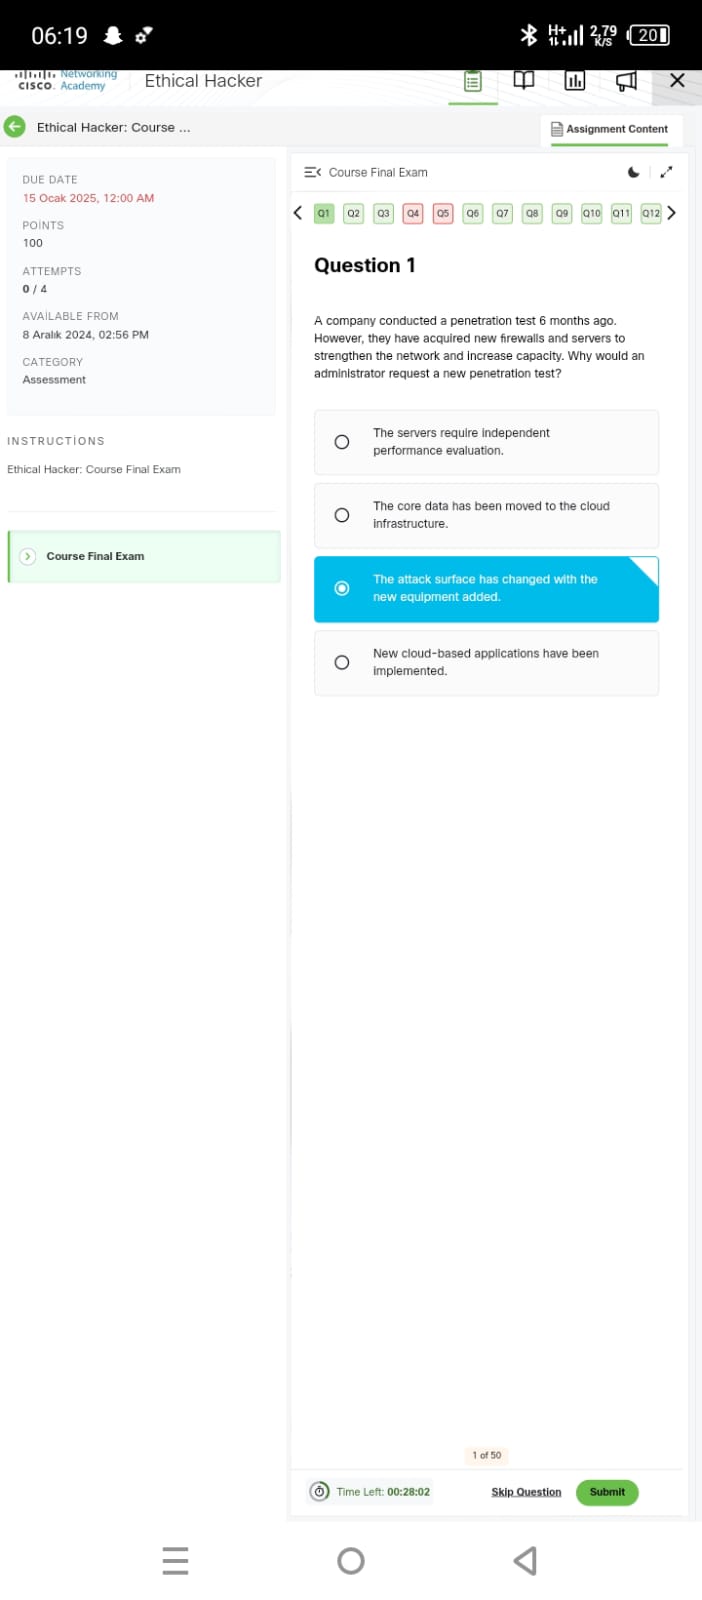 06:19
H+
2,79
K/S
20
CISCO.
Networking
Academy
Ethical Hacker
Ethical Hacker: Course ...
Assignment Content
DUE DATE
15 Ocak 2025, 12:00 AM
POİNTS
100
ATTEMPTS
0 / 4
AVAILABLE FROM
8 Aralık 2024, 02:56 PM
CATEGORY
Assessment
INSTRUCTİONS
Ethical Hacker: Course Final Exam
Course Final Exam
Course Final Exam
Q1 Q2 Q3 Q4 Q5 Q6 Q7 Q8 Q9 Q10 Q11 Q12
Question 1
A company conducted a penetration test 6 months ago.
However, they have acquired new firewalls and servers to
strengthen the network and increase capacity. Why would an
administrator request a new penetration test?
The servers require independent
performance evaluation.
The core data has been moved to the cloud
infrastructure.
The attack surface has changed with the
new equipment added.
New cloud-based applications have been
implemented.
1 of 50
Time Left: 00:28:02
Skip Question
Submit